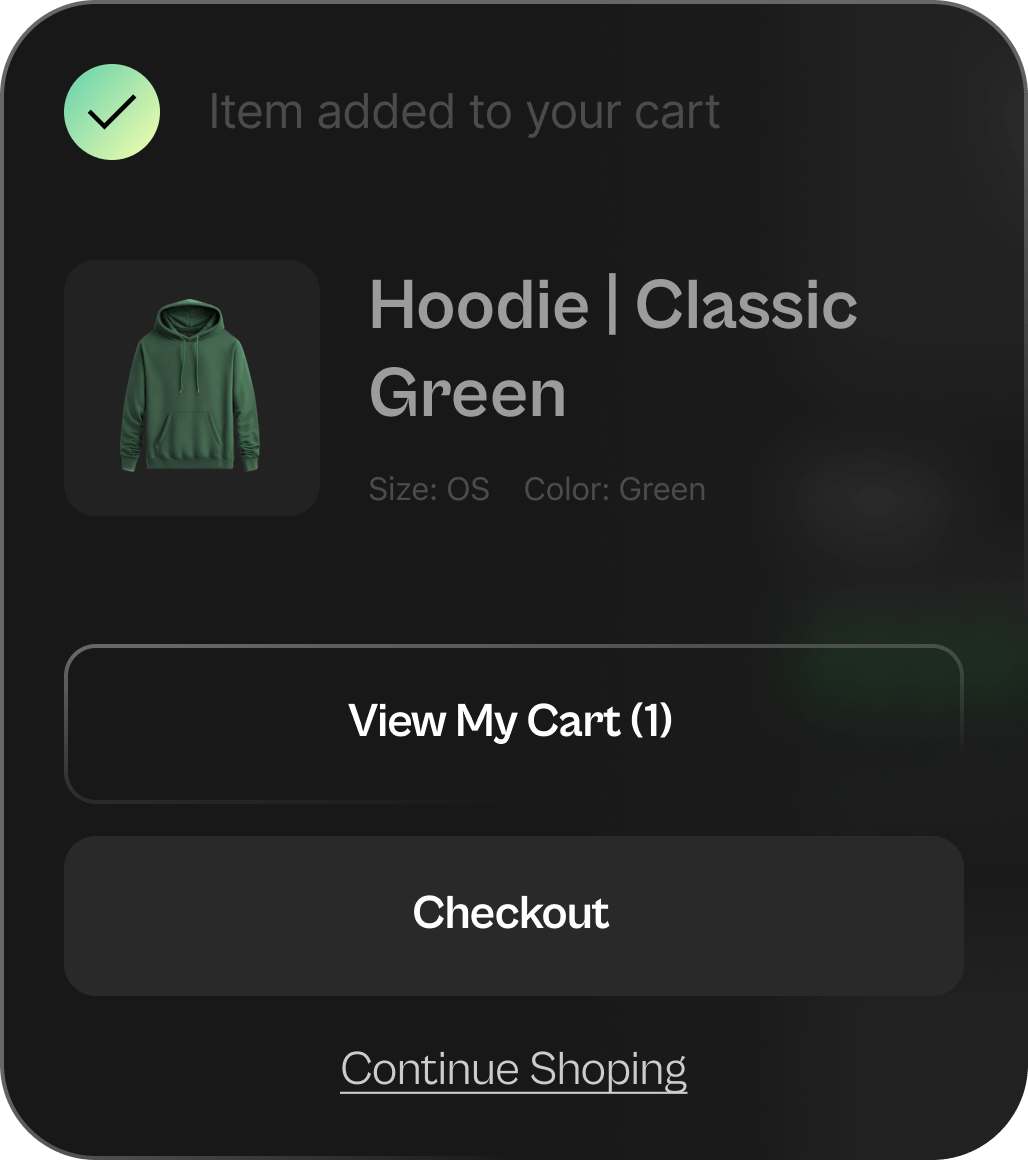 Item added to your cart
Hoodie | Classic
Green
Size: OS Color: Green
View My Cart (1)
Checkout
Continue Shoping